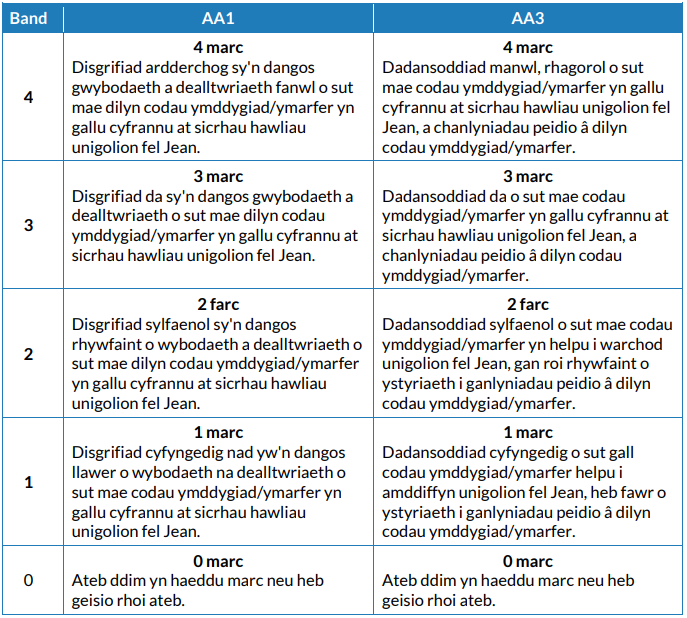 Band AA1 AA3
4 marc
Disgrifiad ardderchog sy'n dangos
gwybodaeth a dealltwriaeth fanwl o sut
mae dilyn codau ymddygiad/ymarfer yn
gallu cyfrannu at sicrhau hawliau
unigolion fel Jean.
4 marc
Dadansoddiad manwl, rhagorol o sut
mae codau ymddygiad/ymarfer yn gallu
cyfrannu at sicrhau hawliau unigolion fel
Jean, a chanlyniadau peidio â dilyn
codau ymddygiad/ymarfer.
4
3 marc
Disgrifiad da sy'n dangos gwybodaeth a
dealltwriaeth o sut mae dilyn codau
ymddygiad/ymarfer yn gallu cyfrannu at
sicrhau hawliau unigolion fel Jean.
3 marc
Dadansoddiad da o sut mae codau
ymddygiad/ymarfer yn gallu cyfrannu at
sicrhau hawliau unigolion fel Jean, a
chanlyniadau peidio â dilyn codau
ymddygiad/ymarfer.
3
2 farc
Disgrifiad sylfaenol sy'n dangos
rhywfaint o wybodaeth a dealltwriaeth o
sut mae dilyn codau ymddygiad/ymarfer
yn gallu cyfrannu at sicrhau hawliau
unigolion fel Jean.
2 farc
Dadansoddiad sylfaenol o sut mae codau
ymddygiad/ymarfer yn helpu i warchod
unigolion fel Jean, gan roi rhywfaint o
ystyriaeth i ganlyniadau peidio â dilyn
codau ymddygiad/ymarfer.
2
1 marc
Disgrifiad cyfyngedig nad yw'n dangos
llawer o wybodaeth na dealltwriaeth o
sut mae codau ymddygiad/ymarfer yn
gallu cyfrannu at sicrhau hawliau
unigolion fel Jean.
1 marc
Dadansoddiad cyfyngedig o sut gall
codau ymddygiad/ymarfer helpu i
amddiffyn unigolion fel Jean, heb fawr o
ystyriaeth i ganlyniadau peidio â dilyn
codau ymddygiad/ymarfer.
1
0 marc
Ateb ddim yn haeddu marc neu heb
geisio rhoi ateb.
0 marc
Ateb ddim yn haeddu marc neu heb
geisio rhoi ateb.
0